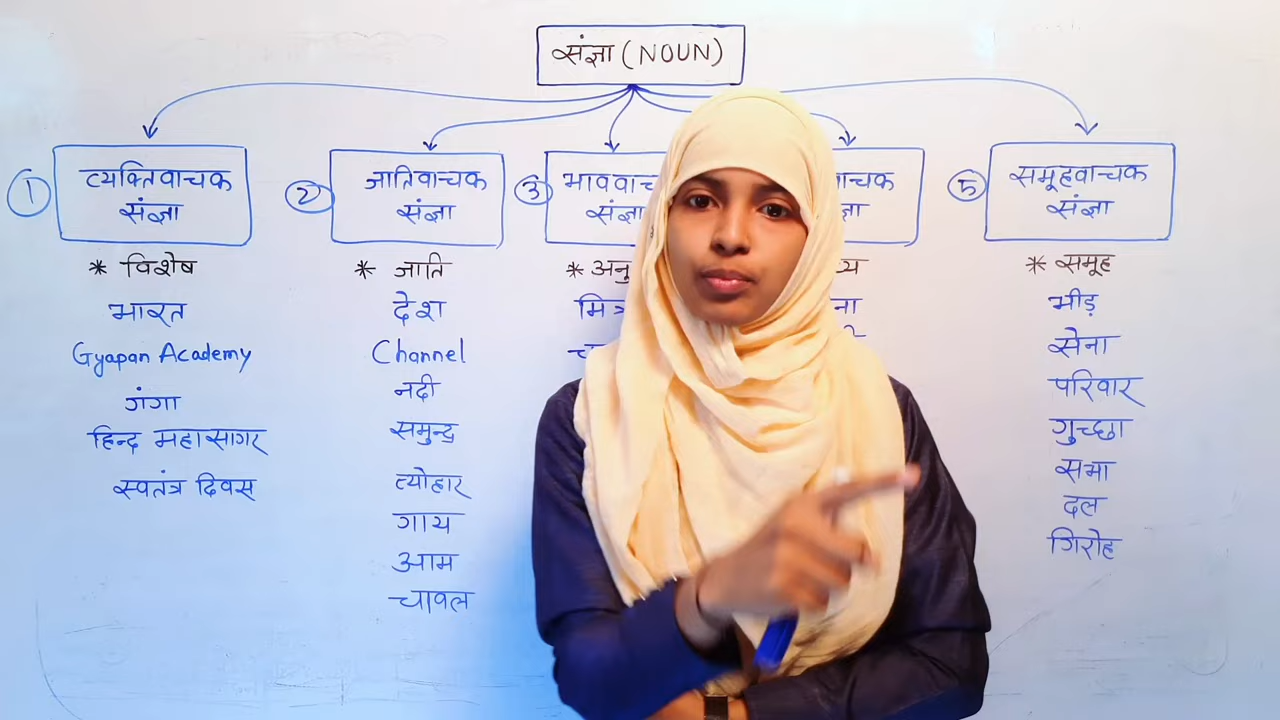 संज्ञा (NOUN)
1
व्यक्तिवाचक
संज्ञा
* विशेष
भारत
Gyapan Academy
गंगा
हिन्द महासागर
स्वतंत्र दिवस
2
जातिवाचक
संज्ञा
* जाति
देश
Channel
नदी
समुन्द्र
त्योहार
गाय
आम
चावल
3
संज्ञा
5
समूहवाचक
संज्ञा
* समूह
भीड़
सेना
परिवार
गुच्छा
सभा
दल
गिरोह